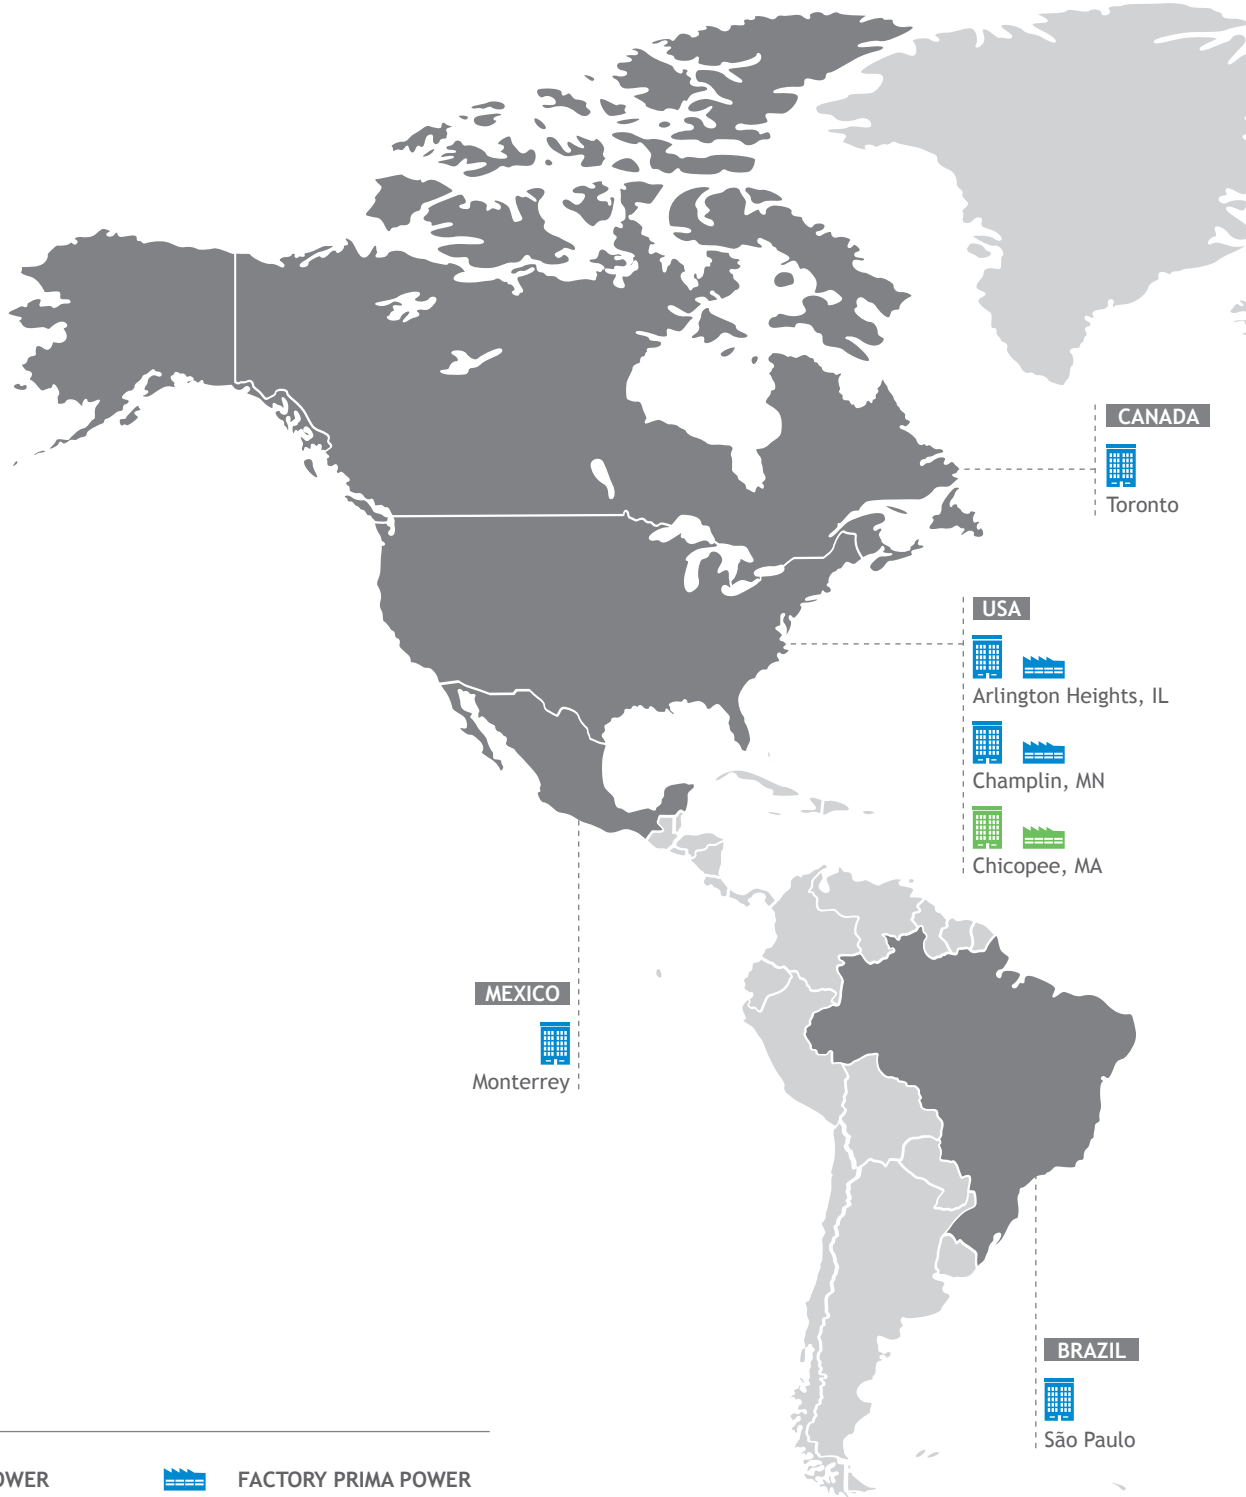 CANADA
Toronto
USA
Arlington Heights, IL
Champlin, MN
Chicopee, MA
MEXICO
Monterrey
BRAZIL
São Paulo
FACTORY PRIMA POWER